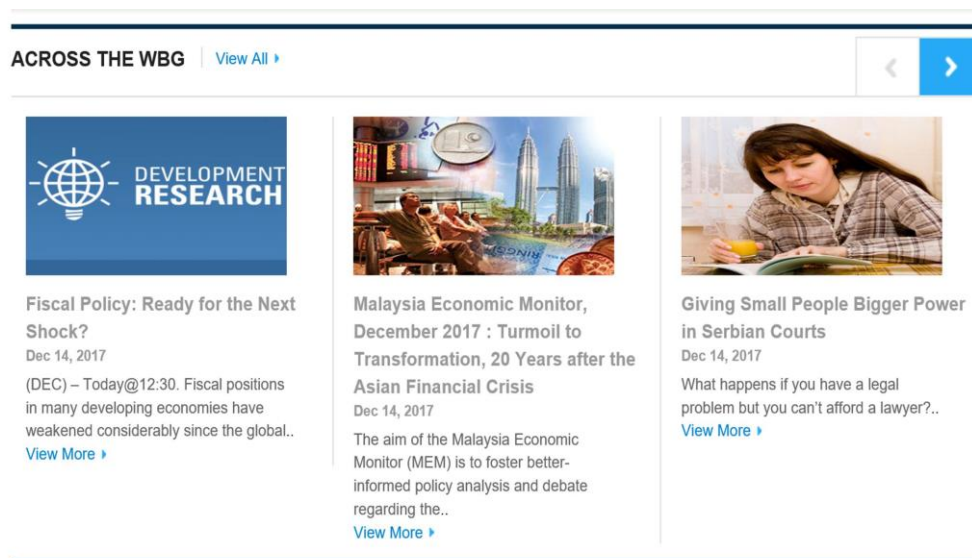 ACROSS THE WBG
View All
DEVELOPMENT
RESEARCH
Fiscal Policy: Ready for the Next
Shock?
Dec 14, 2017
(DEC) – Today@12:30. Fiscal positions
in many developing economies have
weakened considerably since the global..
View More
RINGGIT
Malaysia Economic Monitor,
December 2017 : Turmoil to
Transformation, 20 Years after the
Asian Financial Crisis
Dec 14, 2017
The aim of the Malaysia Economic
Monitor (MEM) is to foster better-
informed policy analysis and debate
regarding the..
View More
Giving Small People Bigger Power
in Serbian Courts
Dec 14, 2017
What happens if you have a legal
problem but you can’t afford a lawyer?..
View More